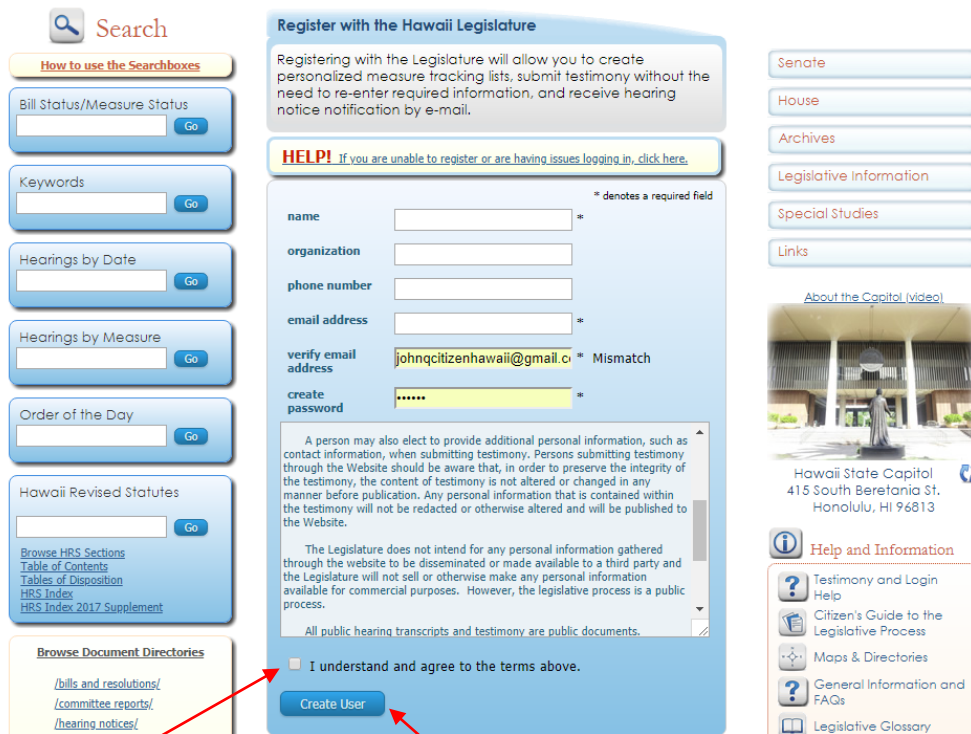 Search
How to use the Searchboxes
Bill Status/Measure Status
Go
Keywords
Go
Hearings by Date
Go
Hearings by Measure
Go
Order of the Day
Go
Hawaii Revised Statutes
Go
Browse HRS Sections
Table of Contents
Tables of Disposition
HRS Index
HRS Index 2017 Supplement
Browse Document Directories
/bills and resolutions/
/committee reports/
/hearing notices/
Register with the Hawaii Legislature
Registering with the Legislature will allow you to create
personalized measure tracking lists, submit testimony without the
need to re-enter required information, and receive hearing
notice notification by e-mail.
HELP! If you are unable to register or are having issues logging in, click here.
* denotes a required field
name *
organization
phone number
email address *
verify email
address
johnqcitizenhawaii@gmail.c * Mismatch
create
password
•••••• *
A person may also elect to provide additional personal information, such as
contact information, when submitting testimony. Persons submitting testimony
through the Website should be aware that, in order to preserve the integrity of
the testimony, the content of testimony is not altered or changed in any
manner before publication. Any personal information that is contained within
the testimony will not be redacted or otherwise altered and will be published to
the Website.
The Legislature does not intend for any personal information gathered
through the website to be disseminated or made available to a third party and
the Legislature will not sell or otherwise make any personal information
available for commercial purposes. However, the legislative process is a public
process.
All public hearing transcripts and testimony are public documents.
I understand and agree to the terms above.
Create User
Senate
House
Archives
Legislative Information
Special Studies
Links
About the Capitol (video)
Hawaii State Capitol
415 South Beretania St.
Honolulu, HI 96813
Help and Information
Testimony and Login
Help
Citizen's Guide to the
Legislative Process
Maps & Directories
General Information and
FAQs
Legislative Glossary